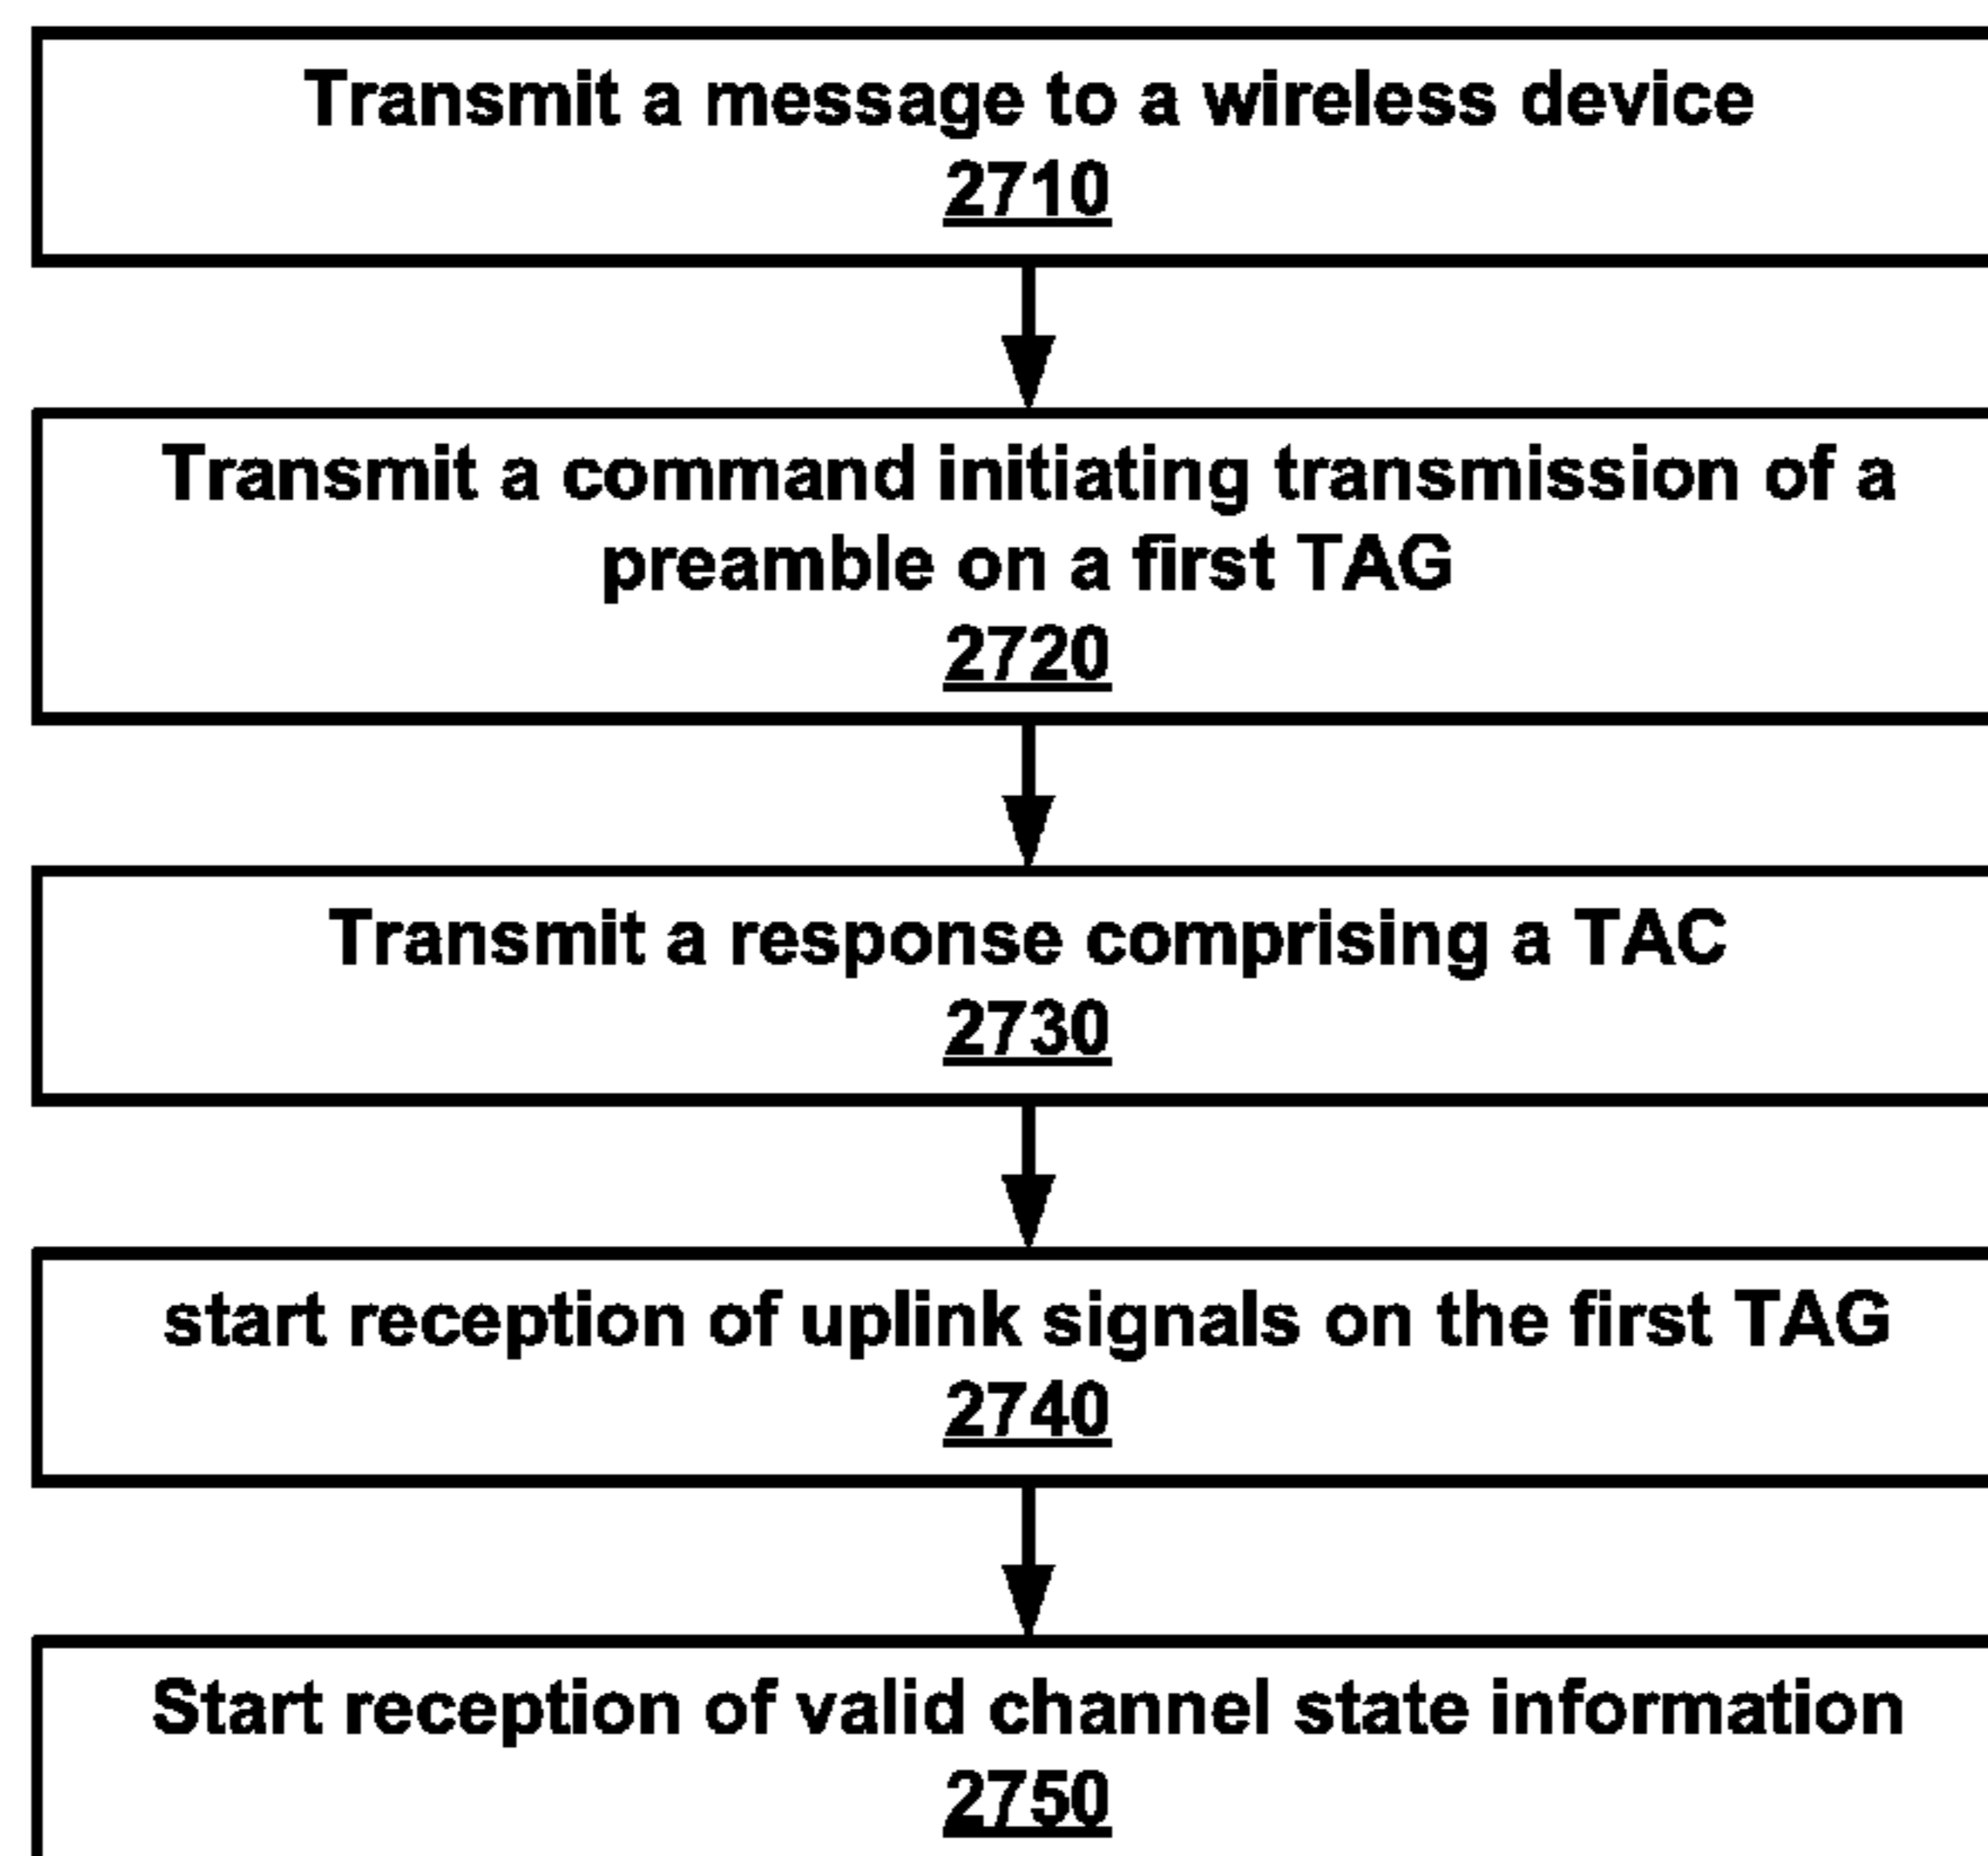 Transmit a message to a wireless device
2710
Transmit a command initiating transmission of a
preamble on a first TAG
2720
Transmit a response comprising a TAC
2730
start reception of uplink signals on the first TAG
2740
Start reception of valid channel state information
2750